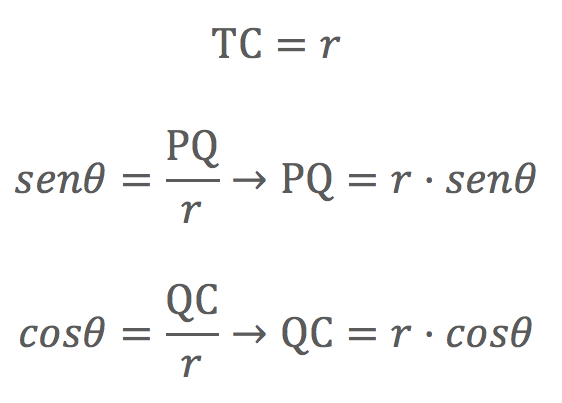 TC = r
senθ = PQ/r → PQ = r · senθ
cosθ = QC/r → QC = r · cosθ